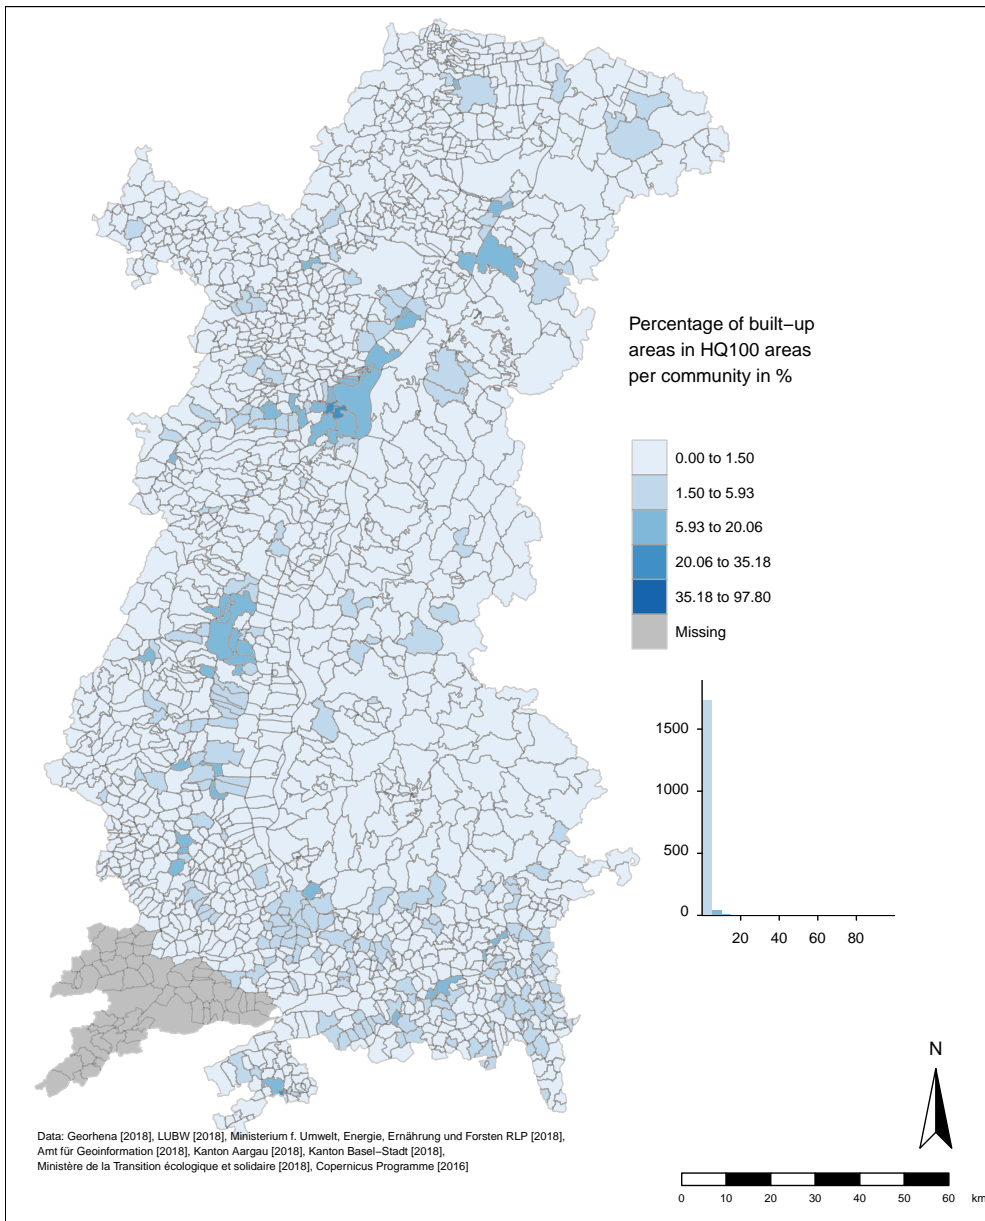 Percentage of built−up
areas in HQ100 areas
per community in %
0.00 to 1.50
1.50 to 5.93
5.93 to 20.06
20.06 to 35.18
35.18 to 97.80
Missing
1500
1000
500
0
20 40 60 80
N
Data: Georhena [2018], LUBW [2018], Ministerium f. Umwelt, Energie, Ernährung und Forsten RLP [2018],
Amt für Geoinformation [2018], Kanton Aargau [2018], Kanton Basel−Stadt [2018],
Ministère de la Transition écologique et solidaire [2018], Copernicus Programme [2016]
0 10 20 30 40 50 60 km